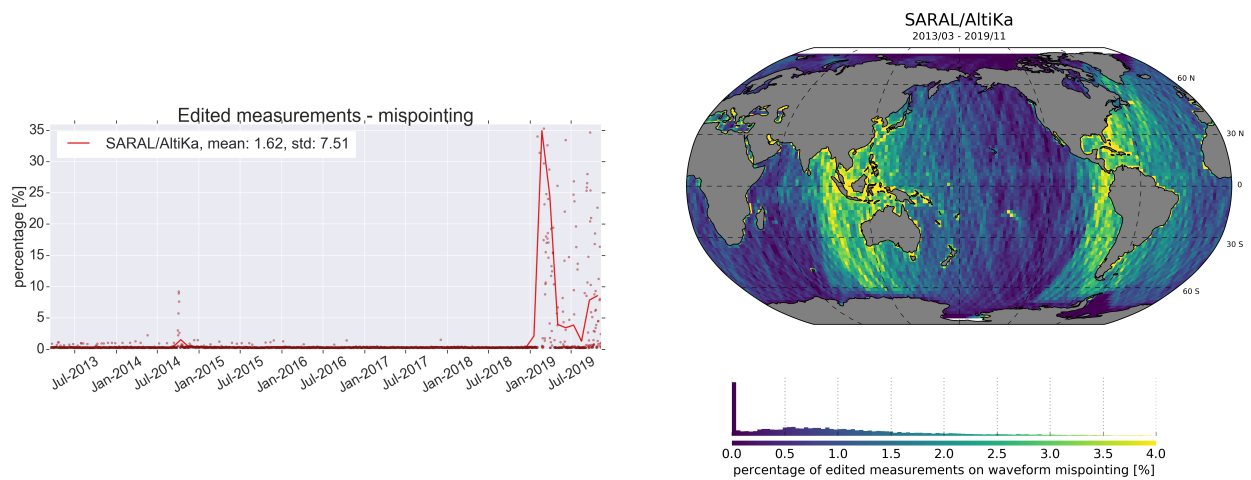 Edited measurements - mispointing
SARAL/AltiKa, mean: 1.62, std: 7.51
percentage [%]
35
30
25
20
15
10
5
0
Jul-2013
Jan-2014
Jul-2014
Jan-2015
Jul-2015
Jan-2016
Jul-2016
Jan-2017
Jul-2017
Jan-2018
Jul-2018
Jan-2019
Jul-2019
SARAL/AltiKa
2013/03 - 2019/11
60 N
30 N
0
30 S
60 S
0.0 0.5 1.0 1.5 2.0 2.5 3.0 3.5 4.0
percentage of edited measurements on waveform mispointing [%]